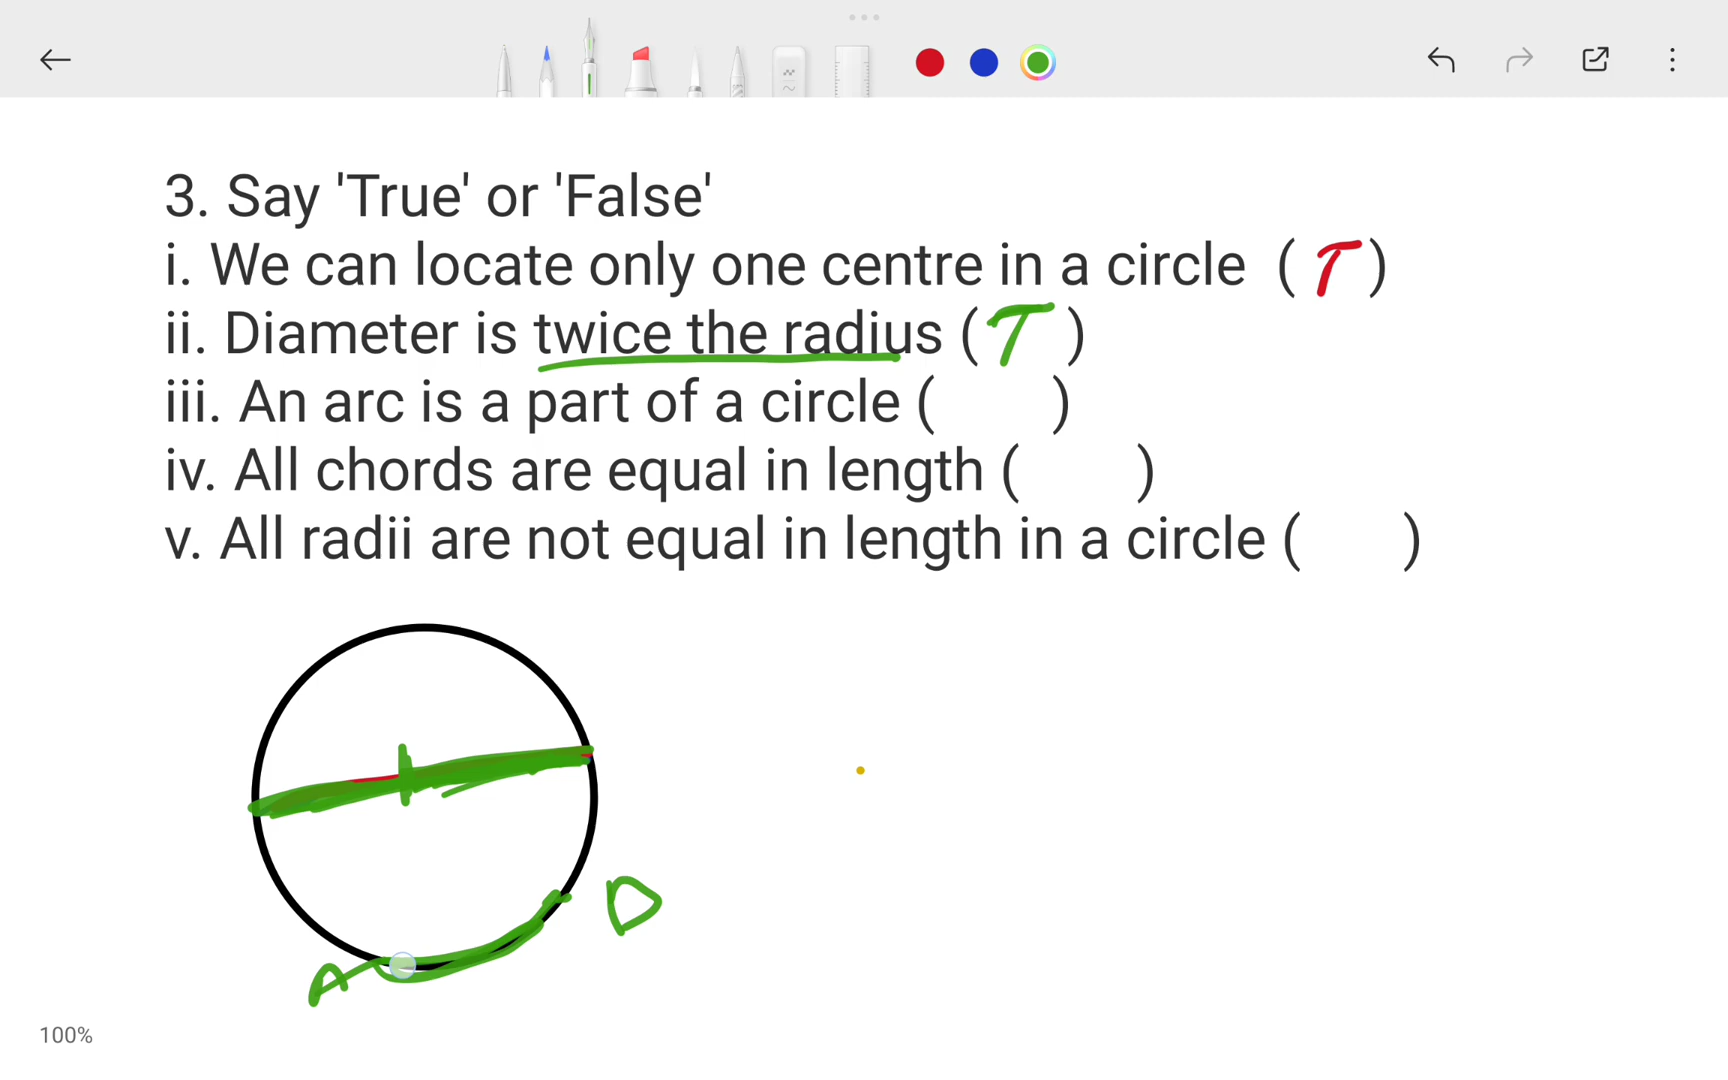 3. Say 'True' or 'False'
i. We can locate only one centre in a circle (T)
ii. Diameter is twice the radius (T)
iii. An arc is a part of a circle ( )
iv. All chords are equal in length ( )
v. All radii are not equal in length in a circle ( )
D
A
100%